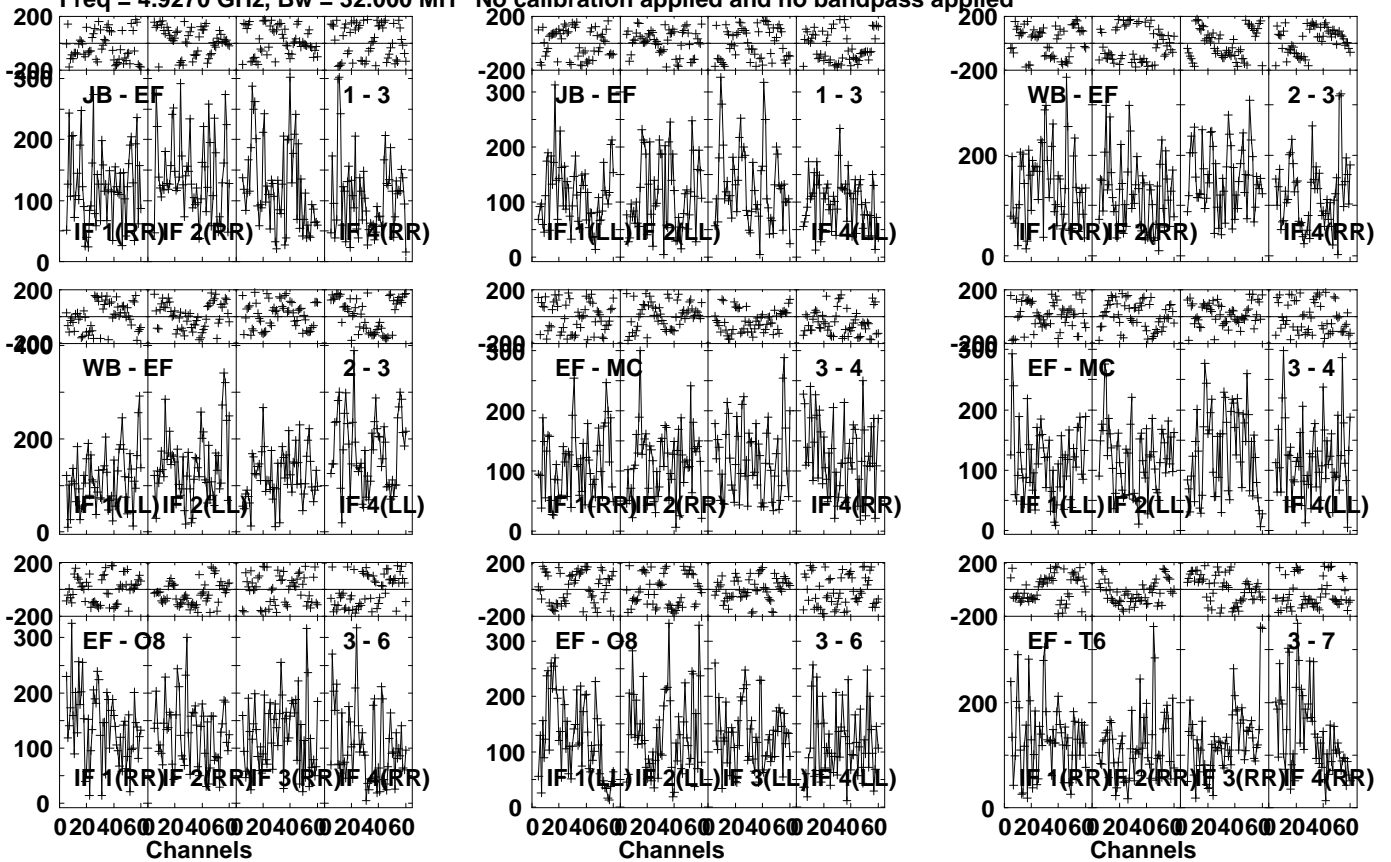 Freq = 4.9270 GHz, Bw = 32.000 MH No calibration applied and no bandpass applied
200 200 200
-200 -200 -200
300 JB - EF 1 - 3 300 JB - EF 1 - 3 WB - EF 2 - 3
200 200 200
100 100
IF 1(RR) IF 2(RR) IF 4(RR) IF 1(LL) IF 2(LL) IF 4(LL) IF 1(RR) IF 2(RR) IF 4(RR)
0 0 0
200 200 200
-200 -200 -200
400 WB - EF 2 - 3 300 EF - MC 3 - 4 300 EF - MC 3 - 4
200 200 200
100 100
IF 1(LL) IF 2(LL) IF 4(LL) IF 1(RR) IF 2(RR) IF 4(RR) IF 1(LL) IF 2(LL) IF 4(LL)
0 0 0
200 200 200
-200 -200 -200
300 EF - O8 3 - 6 300 EF - O8 3 - 6 EF - T6 3 - 7
200 200 200
100 100
IF 1(RR) IF 2(RR) IF 3(RR) IF 4(RR) IF 1(LL) IF 2(LL) IF 3(LL) IF 4(LL) IF 1(RR) IF 2(RR) IF 3(RR) IF 4(RR)
0 0 0
0 20 40 60 0 20 40 60 0 20 40 60 0 20 40 60 0 20 40 60 0 20 40 60 0 20 40 60 0 20 40 60 0 20 40 60 0 20 40 60 0 20 40 60 0 20 40 60
Channels Channels Channels